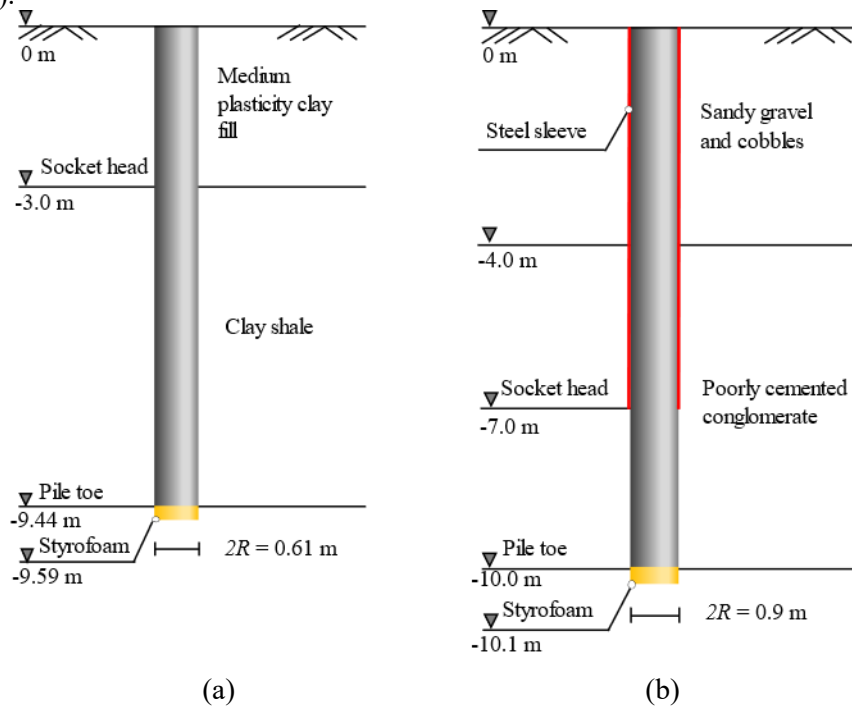 ).
0 m
Medium
plasticity clay
fill
Socket head
-3.0 m
Clay shale
Pile toe
-9.44 m
Styrofoam
-9.59 m
2R = 0.61 m
(a)
0 m
Steel sleeve
Sandy gravel
and cobbles
-4.0 m
Socket head
-7.0 m
Poorly cemented
conglomerate
Pile toe
-10.0 m
Styrofoam
-10.1 m
2R = 0.9 m
(b)